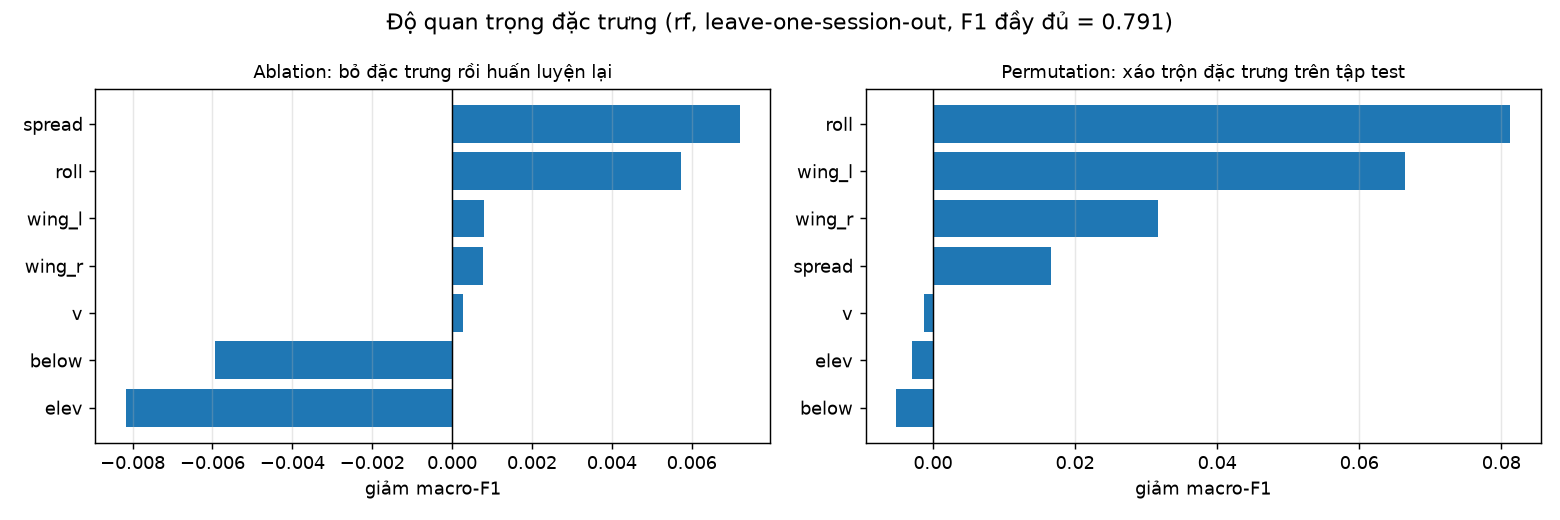 Độ quan trọng đặc trưng (rf, leave-one-session-out, F1 đầy đủ = 0.791)
Ablation: bỏ đặc trưng rồi huấn luyện lại
spread
roll
wing_l
wing_r
v
below
elev
−0.008 −0.006 −0.004 −0.002 0.000 0.002 0.004 0.006
giảm macro-F1
Permutation: xáo trộn đặc trưng trên tập test
roll
wing_l
wing_r
spread
v
elev
below
0.00 0.02 0.04 0.06 0.08
giảm macro-F1